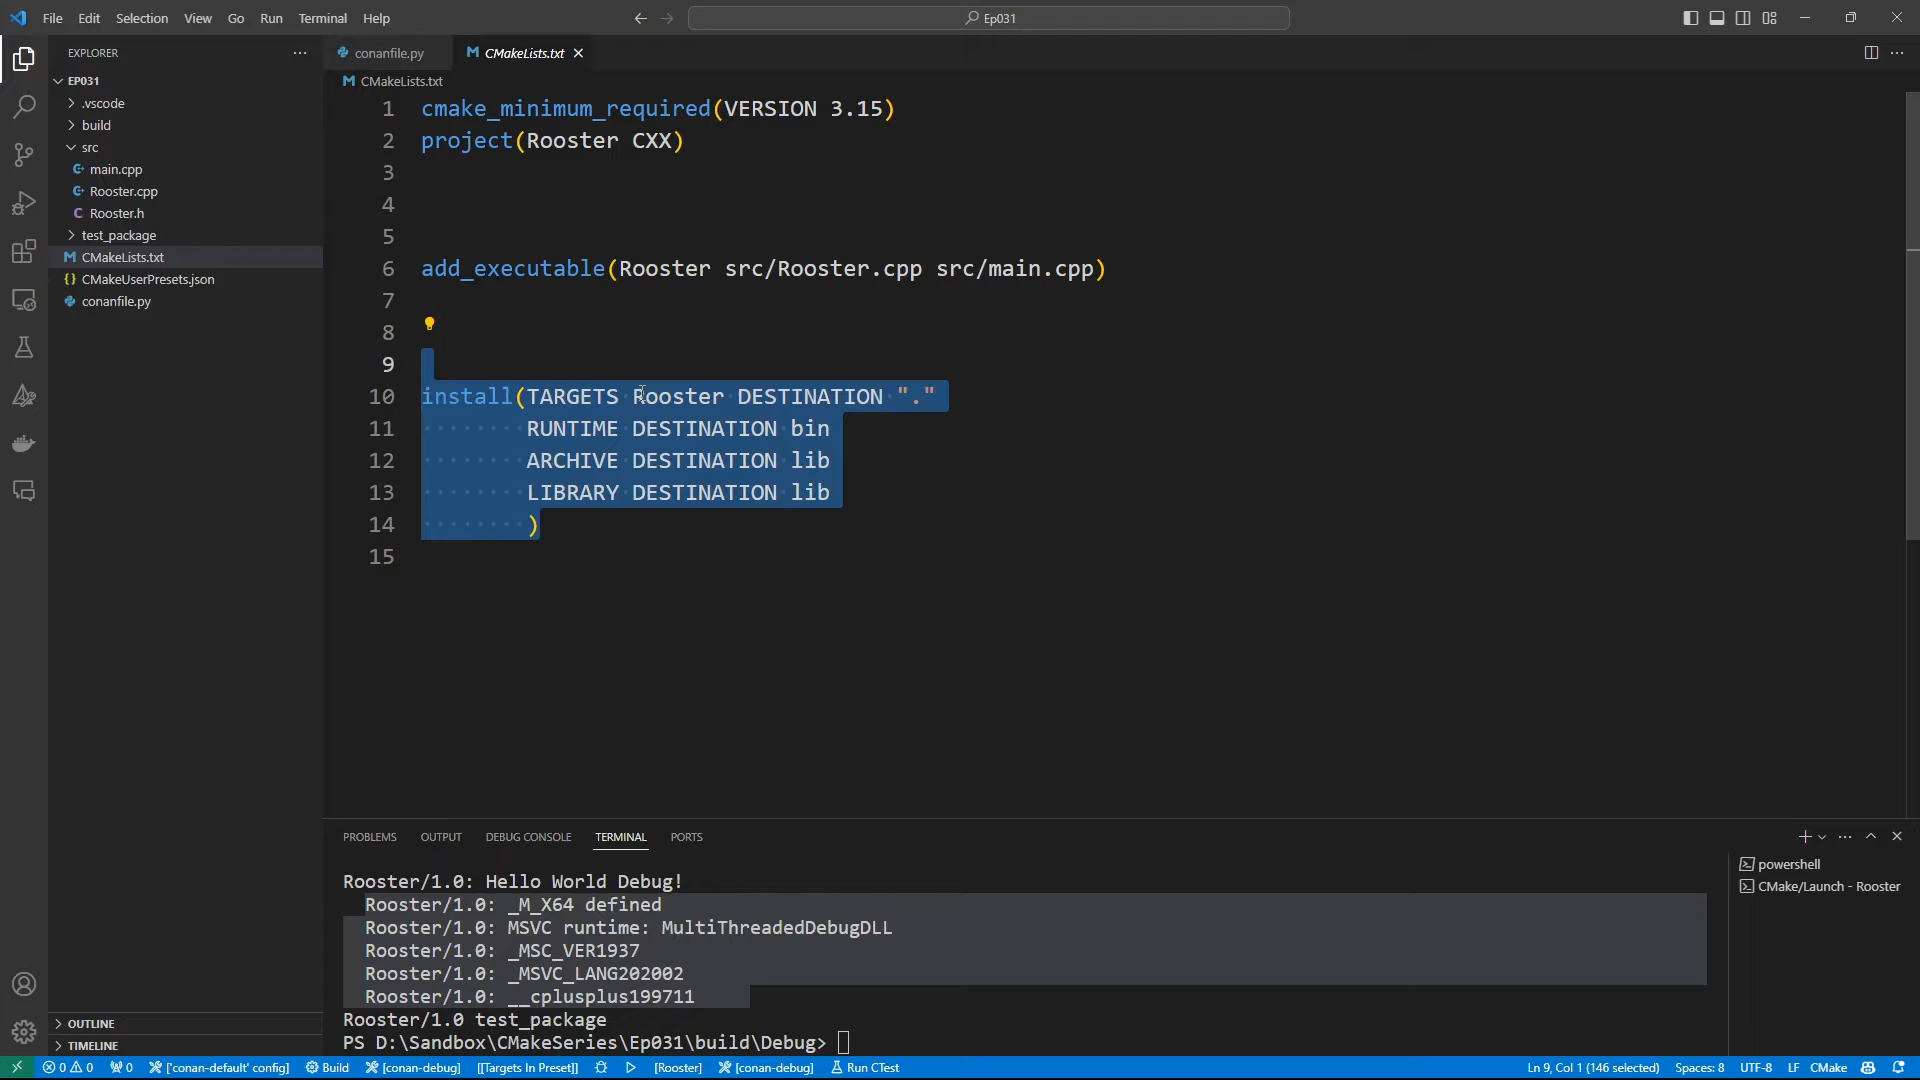 File Edit Selection View Go Run Terminal Help
Ep031
EXPLORER
EP031
.vscode
build
src
main.cpp
Rooster.cpp
Rooster.h
test_package
CMakeLists.txt
CMakeUserPresets.json
conanfile.py
OUTLINE
TIMELINE
conanfile.py
CMakeLists.txt
CMakeLists.txt
1 cmake_minimum_required(VERSION 3.15)
2 project(Rooster CXX)
3
4
5
6 add_executable(Rooster src/Rooster.cpp src/main.cpp)
7
8
9
10 install(TARGETS Rooster DESTINATION "."
11 RUNTIME DESTINATION bin
12 ARCHIVE DESTINATION lib
13 LIBRARY DESTINATION lib
14 )
15
PROBLEMS OUTPUT DEBUG CONSOLE TERMINAL PORTS
Rooster/1.0: Hello World Debug!
Rooster/1.0: _M_X64 defined
Rooster/1.0: MSVC runtime: MultiThreadedDebugDLL
Rooster/1.0: _MSC_VER1937
Rooster/1.0: _MSVC_LANG202002
Rooster/1.0: __cplusplus199711
Rooster/1.0 test_package
PS D:\Sandbox\CMakeSeries\Ep031\build\Debug>
powershell
CMake/Launch - Rooster
0 0 0 ['conan-default' config] Build [conan-debug] [[Targets In Preset]] [Rooster] [conan-debug] Run CTest Ln 9, Col 1 (146 selected) Spaces: 8 UTF-8 LF CMake